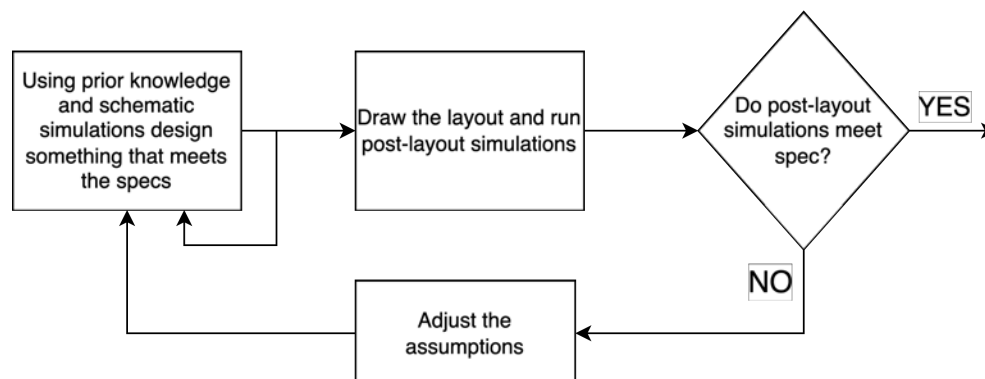 Using prior knowledge
and schematic
simulations design
something that meets
the specs
Draw the layout and run
post-layout simulations
Do post-layout
simulations meet
spec?
YES
NO
Adjust the
assumptions